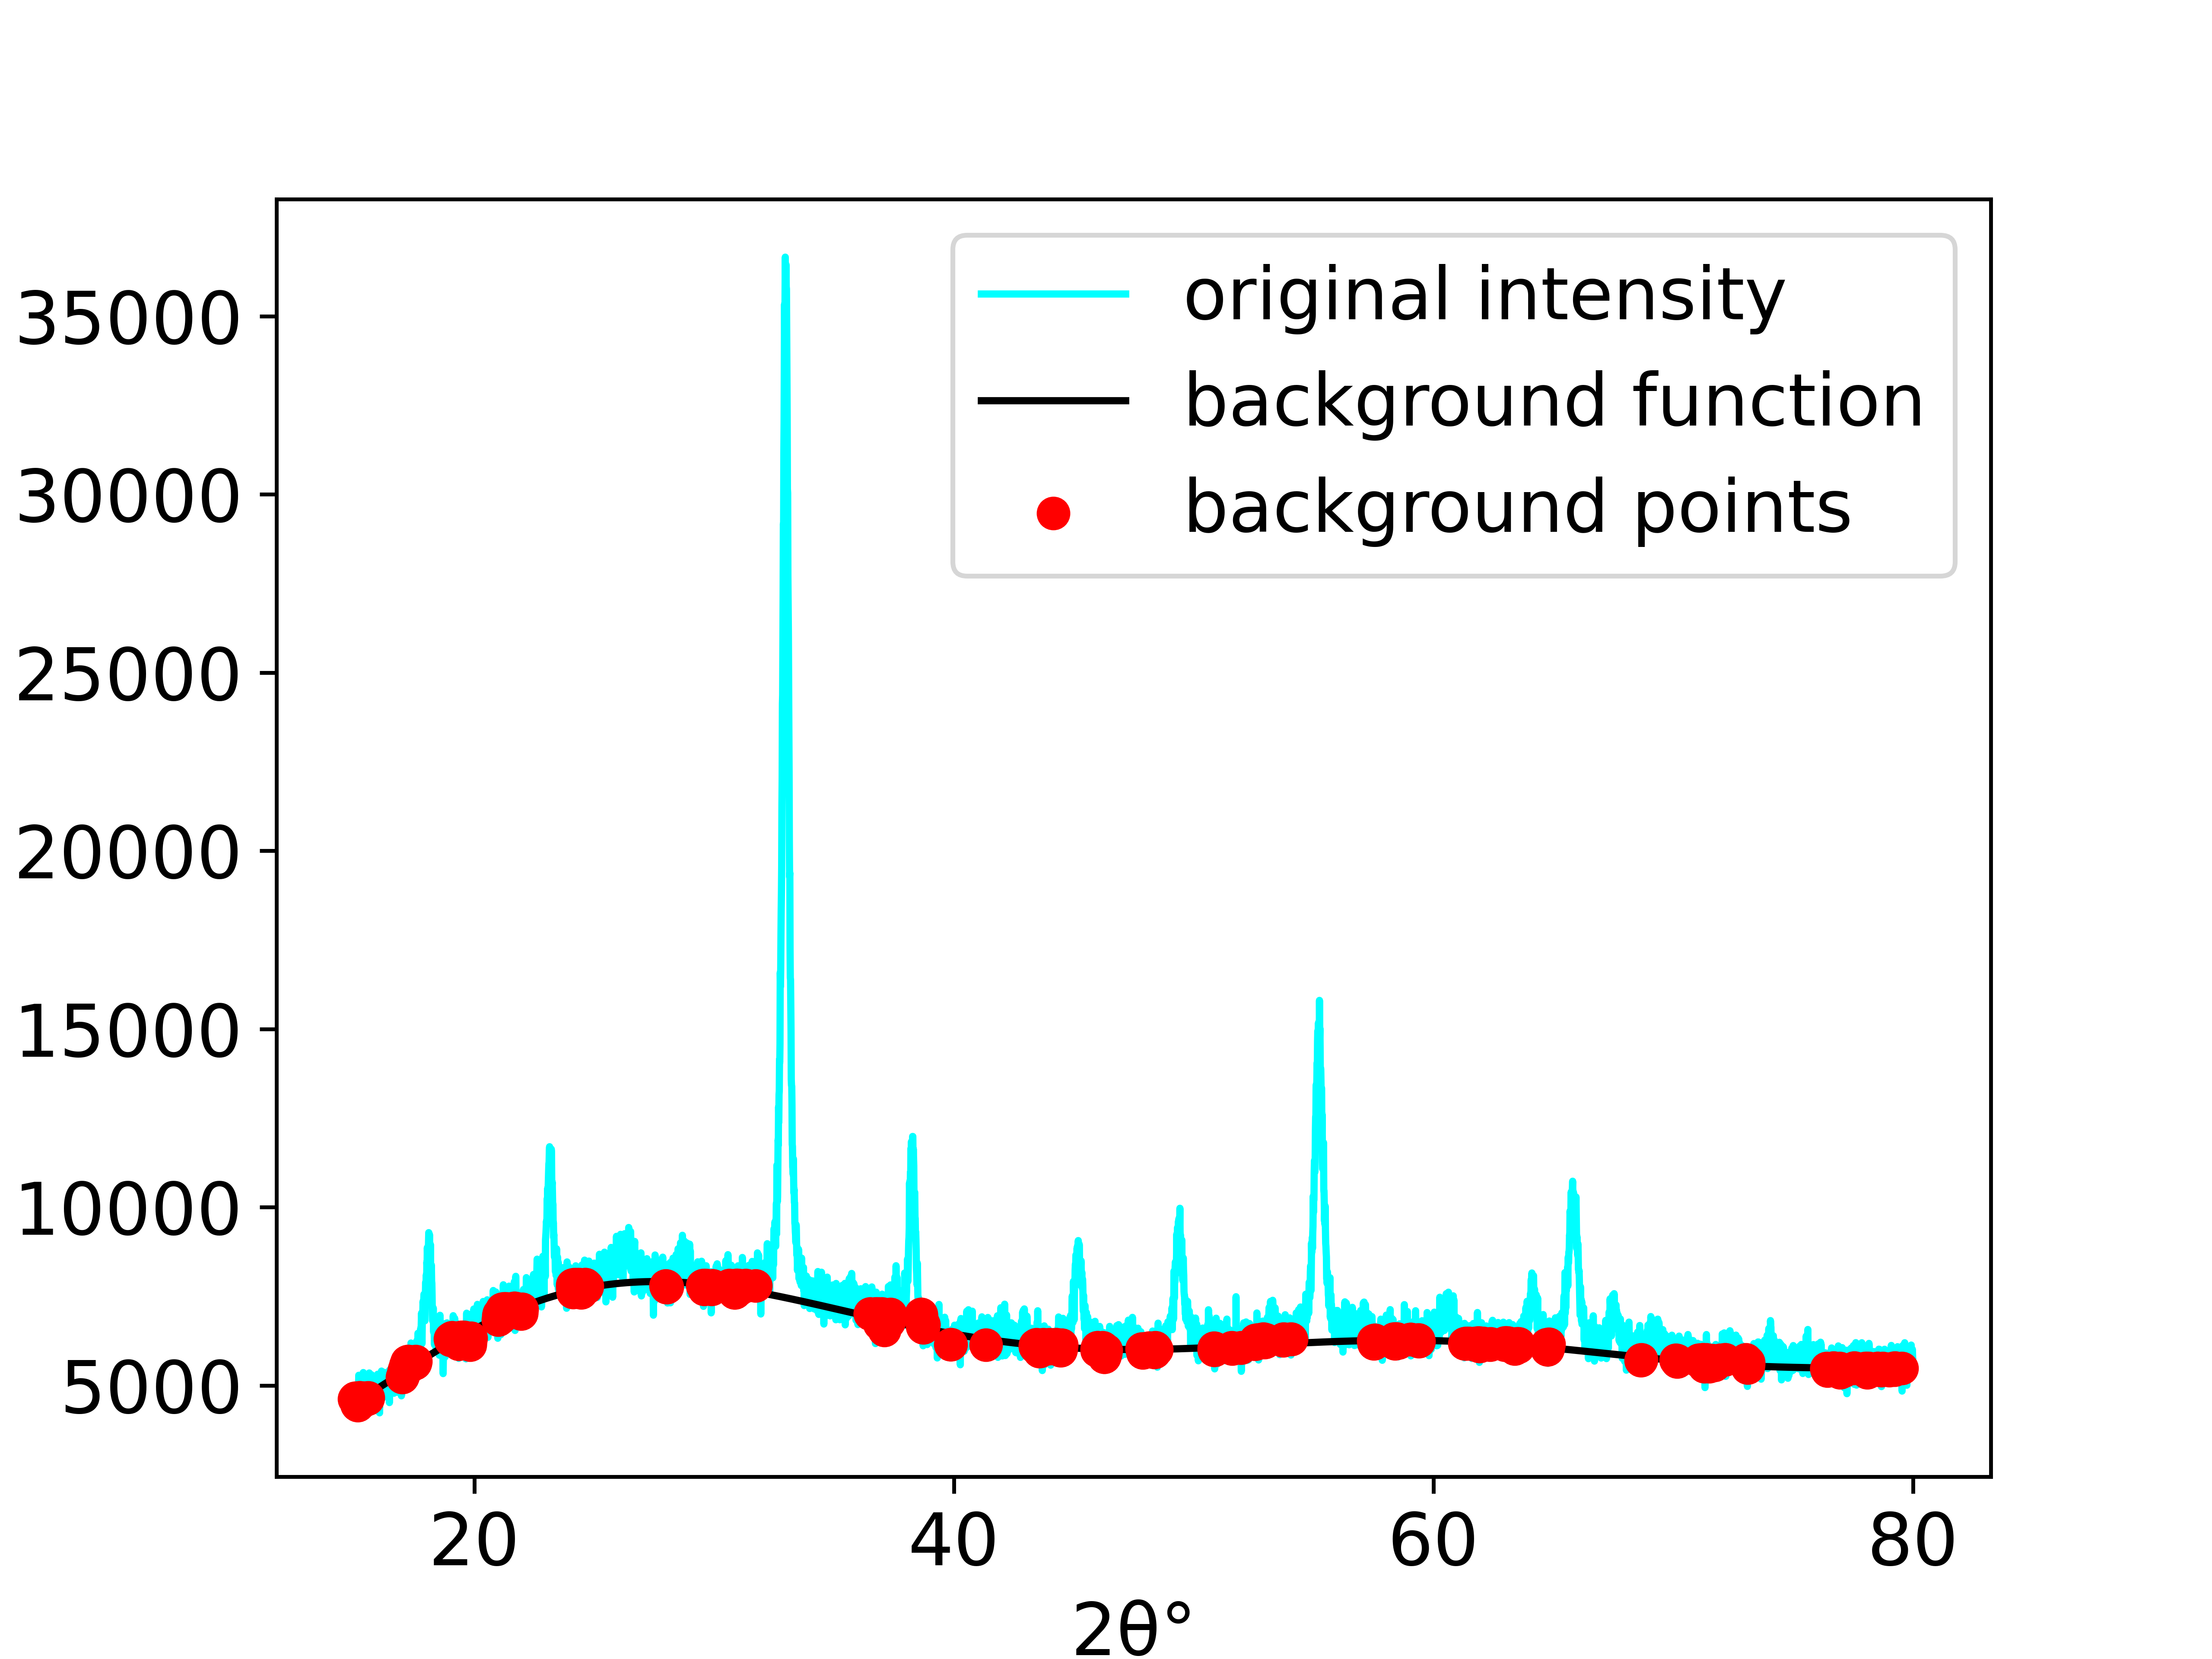 original intensity
background function
background points
35000
30000
25000
20000
15000
10000
5000
20 40 60 80
2θ°